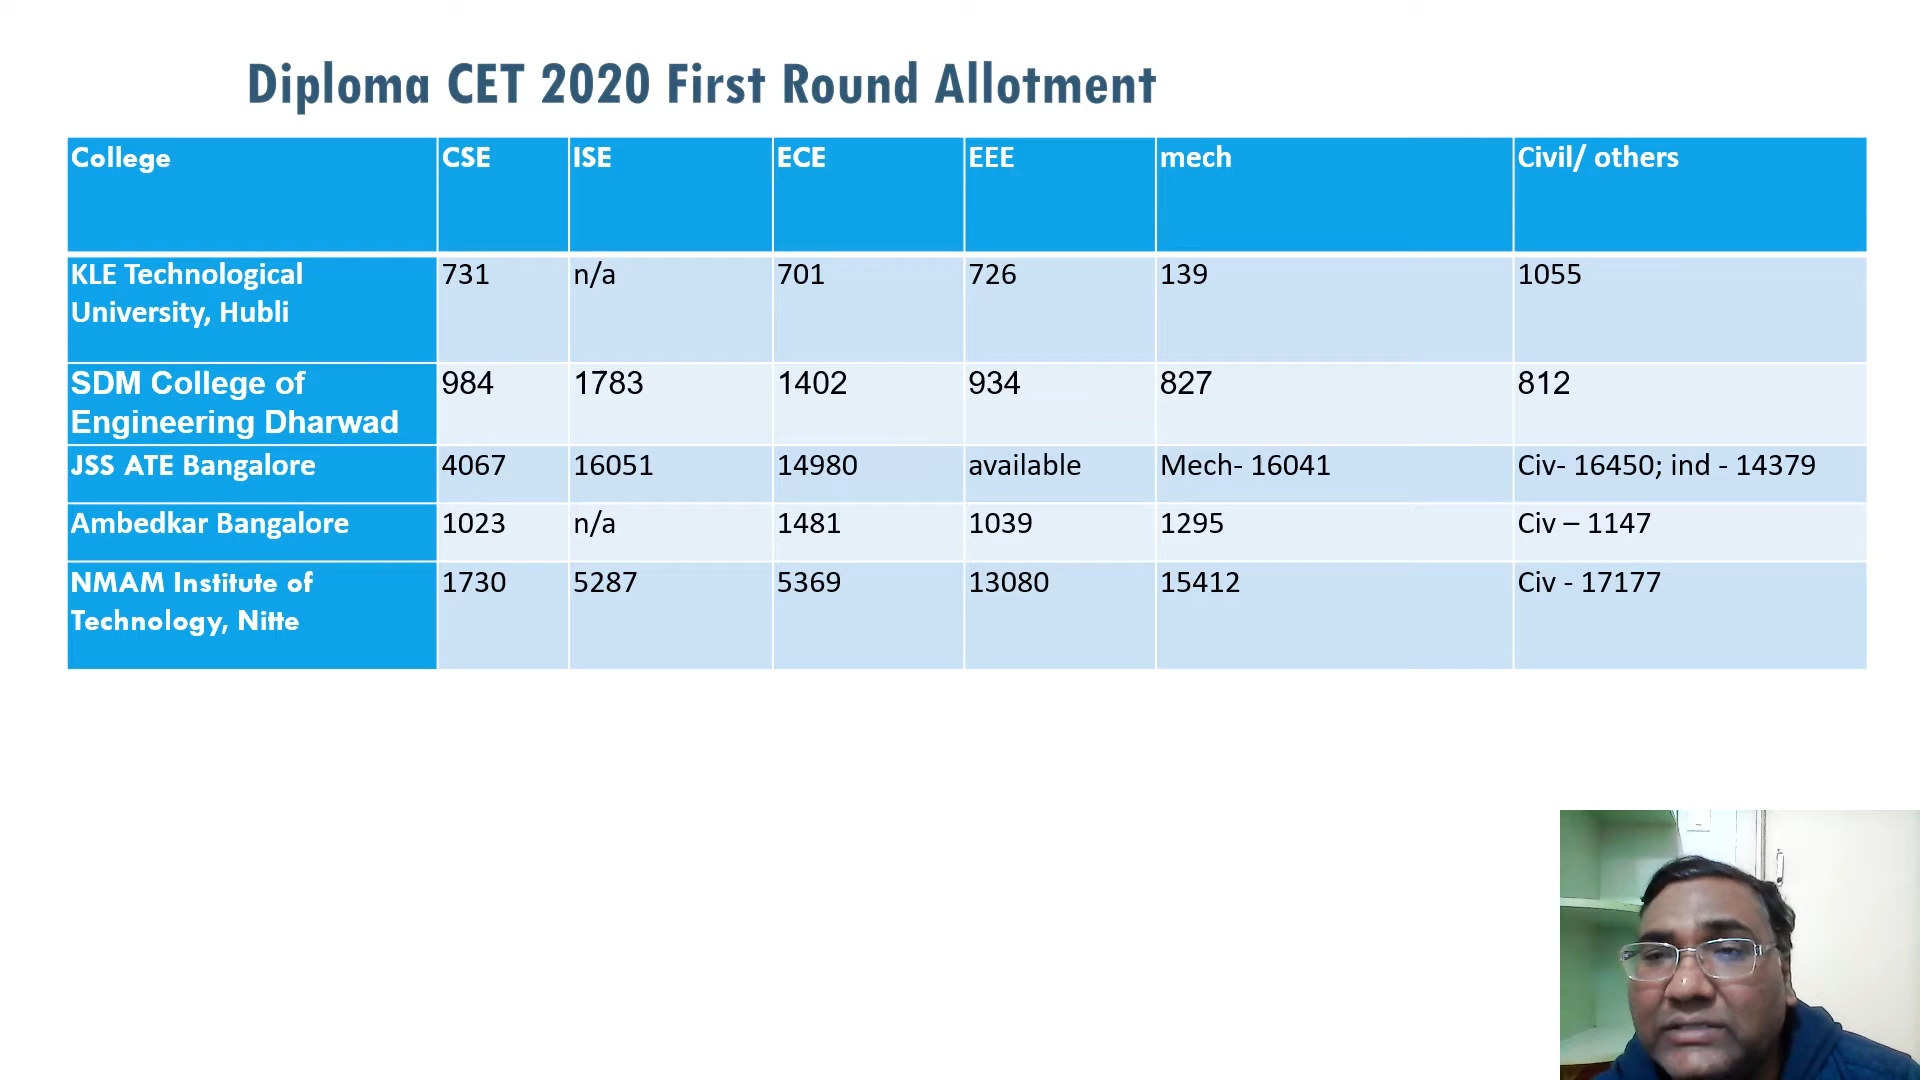 Diploma CET 2020 First Round Allotment
College CSE ISE ECE EEE mech Civil/ others
KLE Technological
University, Hubli
731 n/a 701 726 139 1055
SDM College of
Engineering Dharwad
984 1783 1402 934 827 812
JSS ATE Bangalore 4067 16051 14980 available Mech- 16041 Civ- 16450; ind - 14379
Ambedkar Bangalore 1023 n/a 1481 1039 1295 Civ – 1147
NMAM Institute of
Technology, Nitte
1730 5287 5369 13080 15412 Civ - 17177